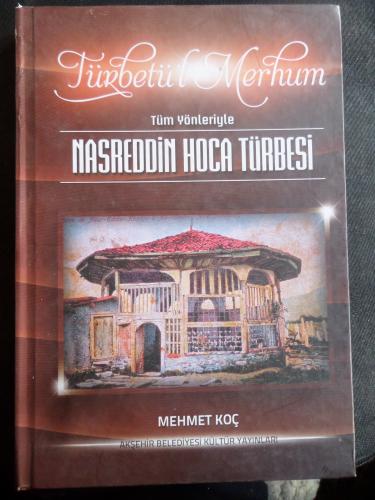 Türbetü'l Merhum
Tüm Yönleriyle
NASREDDİN HOCA TÜRBESİ
MEHMET KOÇ
AKŞEHİR BELEDİYESİ KÜLTÜR YAYINLARI